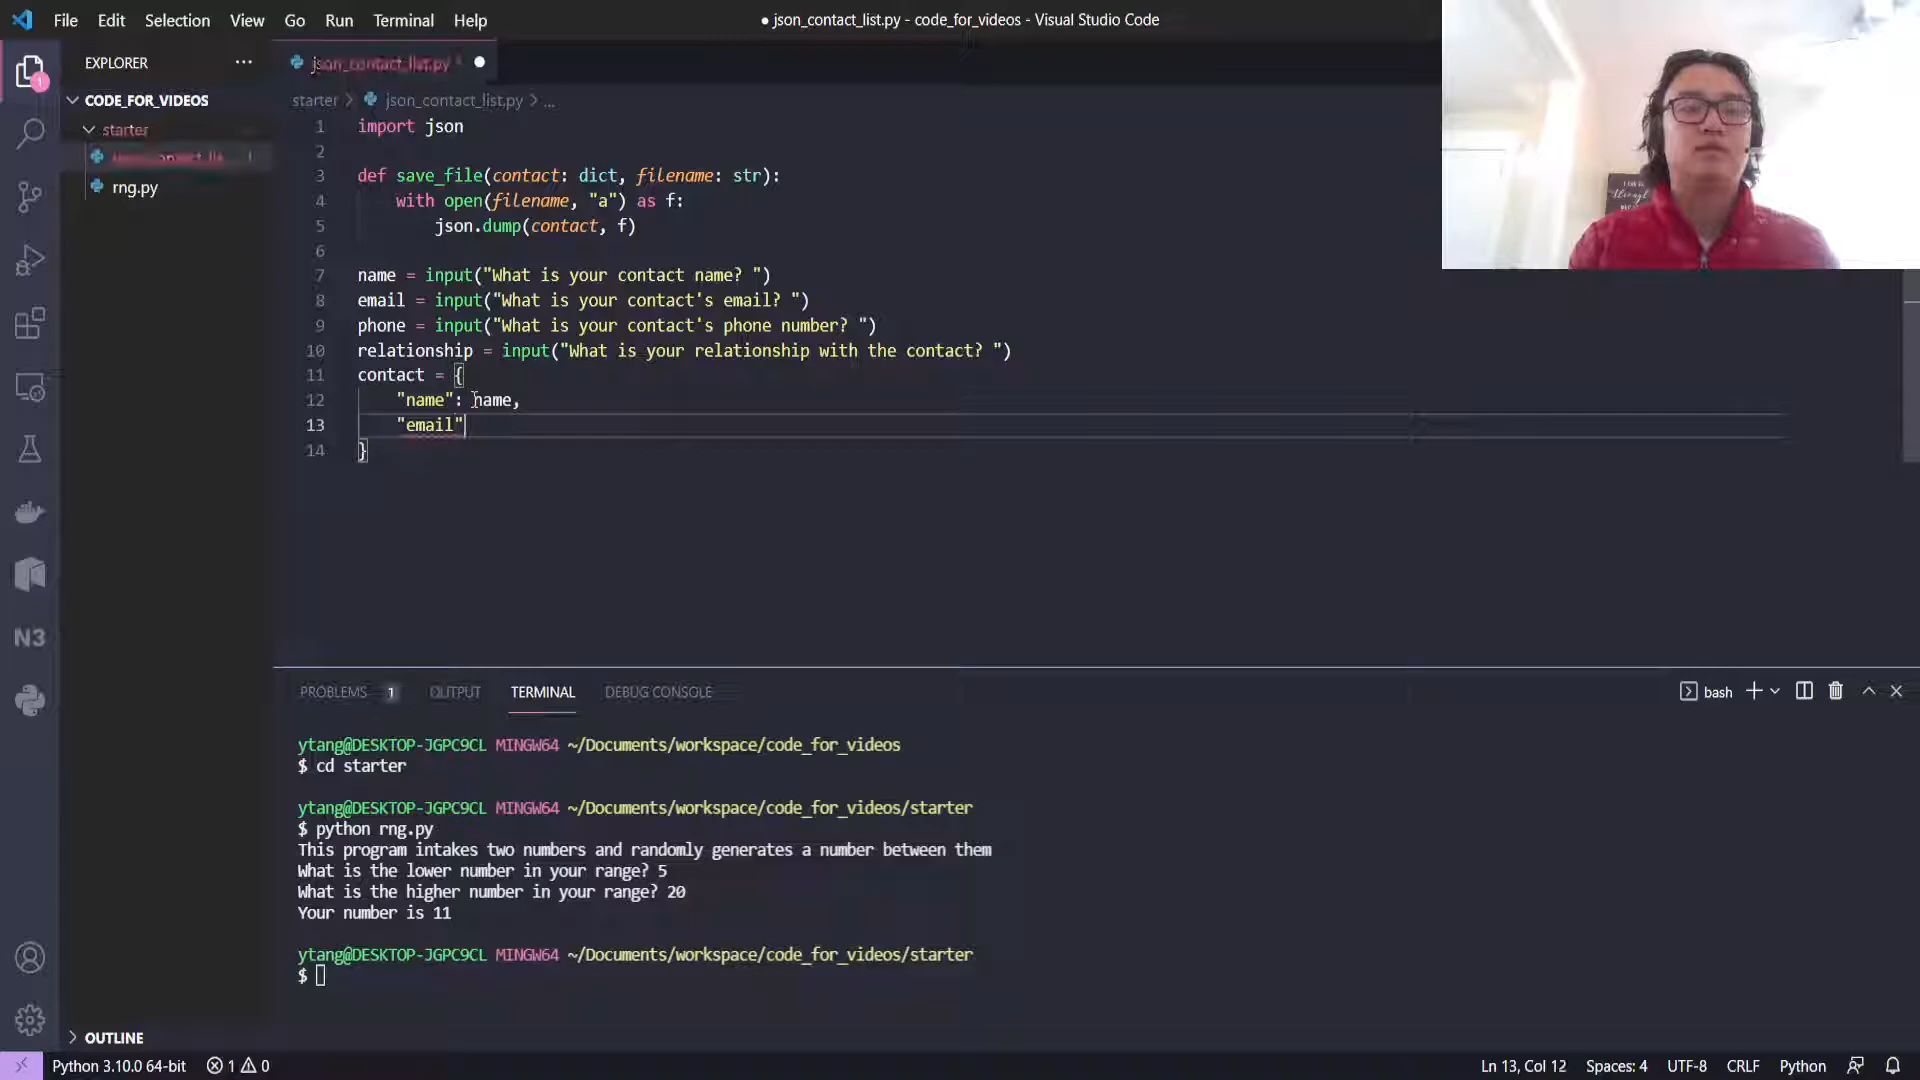 File Edit Selection View Go Run Terminal Help
● json_contact_list.py - code_for_videos - Visual Studio Code
EXPLORER ...
json_contact_list.py
CODE_FOR_VIDEOS
starter
rng.py
starter > json_contact_list.py > ...
1 import json
2
3 def save_file(contact: dict, filename: str):
4 with open(filename, "a") as f:
5 json.dump(contact, f)
6
7 name = input("What is your contact name? ")
8 email = input("What is your contact's email? ")
9 phone = input("What is your contact's phone number? ")
10 relationship = input("What is your relationship with the contact? ")
11 contact = {
12 "name": name,
13 "email"
14 }
N3
PROBLEMS 1 OUTPUT TERMINAL DEBUG CONSOLE
bash
ytang@DESKTOP-JGPC9CL MINGW64 ~/Documents/workspace/code_for_videos
$ cd starter
ytang@DESKTOP-JGPC9CL MINGW64 ~/Documents/workspace/code_for_videos/starter
$ python rng.py
This program intakes two numbers and randomly generates a number between them
What is the lower number in your range? 5
What is the higher number in your range? 20
Your number is 11
ytang@DESKTOP-JGPC9CL MINGW64 ~/Documents/workspace/code_for_videos/starter
$
OUTLINE
Python 3.10.0 64-bit 1 0 Ln 13, Col 12 Spaces: 4 UTF-8 CRLF Python